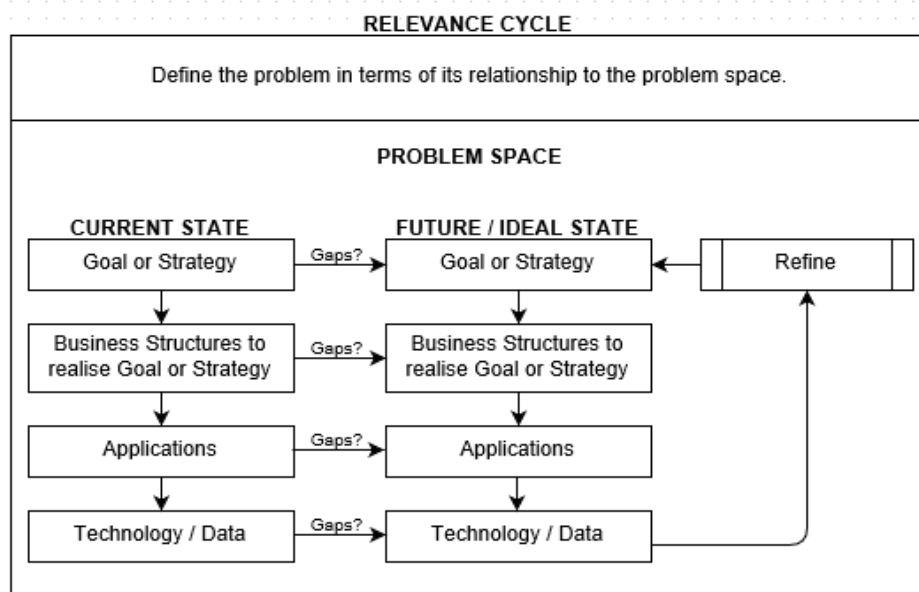 RELEVANCE CYCLE
Define the problem in terms of its relationship to the problem space.
PROBLEM SPACE
CURRENT STATE
FUTURE / IDEAL STATE
Goal or Strategy
Gaps?
Goal or Strategy
Refine
Business Structures to
realise Goal or Strategy
Gaps?
Business Structures to
realise Goal or Strategy
Applications
Gaps?
Applications
Technology / Data
Gaps?
Technology / Data